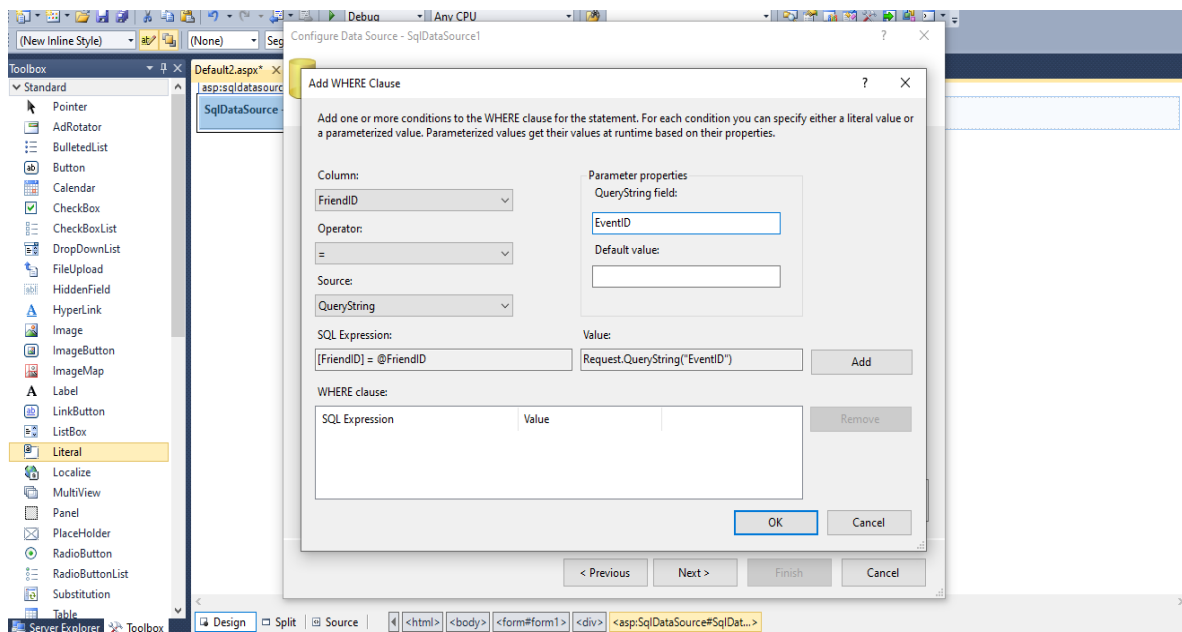 Debug Any CPU
(New Inline Style) (None) Seg
Configure Data Source - SqlDataSource1 ? ×
Toolbox
Default2.aspx* ×
Standard
asp:sqldatasourc
SqlDataSource -
Pointer
AdRotator
BulletedList
Button
Calendar
CheckBox
CheckBoxList
DropDownList
FileUpload
HiddenField
HyperLink
Image
ImageButton
ImageMap
Label
LinkButton
ListBox
Literal
Localize
MultiView
Panel
PlaceHolder
RadioButton
RadioButtonList
Substitution
Table
Server Explorer Toolbox
Add WHERE Clause ? ×
Add one or more conditions to the WHERE clause for the statement. For each condition you can specify either a literal value or
a parameterized value. Parameterized values get their values at runtime based on their properties.
Column:
FriendID
Operator:
=
Source:
QueryString
Parameter properties
QueryString field:
EventID
Default value:
SQL Expression:
[FriendID] = @FriendID
Value:
Request.QueryString("EventID")
Add
WHERE clause:
SQL Expression Value
Remove
OK Cancel
< Previous Next > Finish Cancel
Design Split Source <html> <body> <form#form1> <div> <asp:SqlDataSource#SqlDat...>